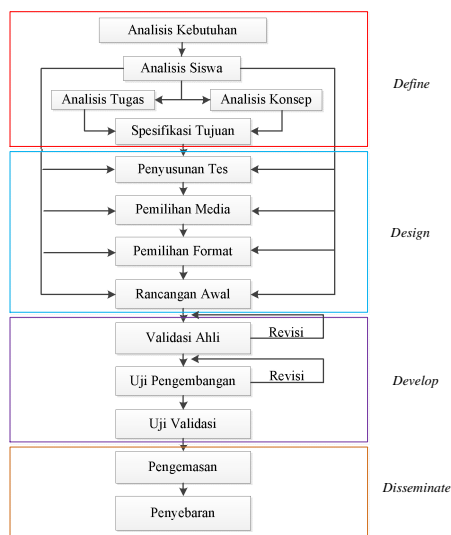 Analisis Kebutuhan
Analisis Siswa
Define
Analisis Tugas
Analisis Konsep
Spesifikasi Tujuan
Penyusunan Tes
Pemilihan Media
Design
Pemilihan Format
Rancangan Awal
Validasi Ahli
Revisi
Uji Pengembangan
Revisi
Develop
Uji Validasi
Pengemasan
Disseminate
Penyebaran